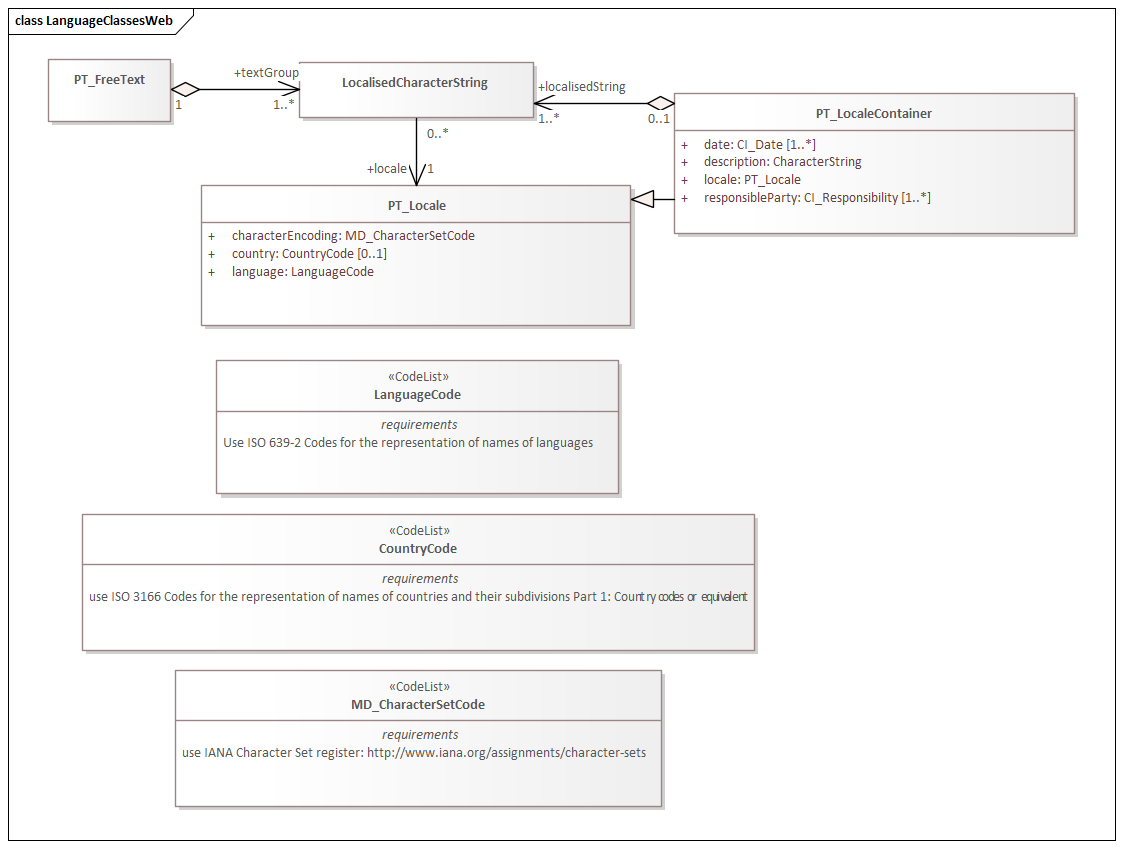 class LanguageClassesWeb
PT_FreeText
1
+textGroup
1..*
LocalisedCharacterString
+localisedString
1..*
0..1
PT_LocaleContainer
+ date: CI_Date [1..*]
+ description: CharacterString
+ locale: PT_Locale
+ responsibleParty: CI_Responsibility [1..*]
0..*
+locale
1
PT_Locale
+ characterEncoding: MD_CharacterSetCode
+ country: CountryCode [0..1]
+ language: LanguageCode
«CodeList»
LanguageCode
requirements
Use ISO 639-2 Codes for the representation of names of languages
«CodeList»
CountryCode
requirements
use ISO 3166 Codes for the representation of names of countries and their subdivisions Part 1: Country codes or equivalent
«CodeList»
MD_CharacterSetCode
requirements
use IANA Character Set register: http://www.iana.org/assignments/character-sets